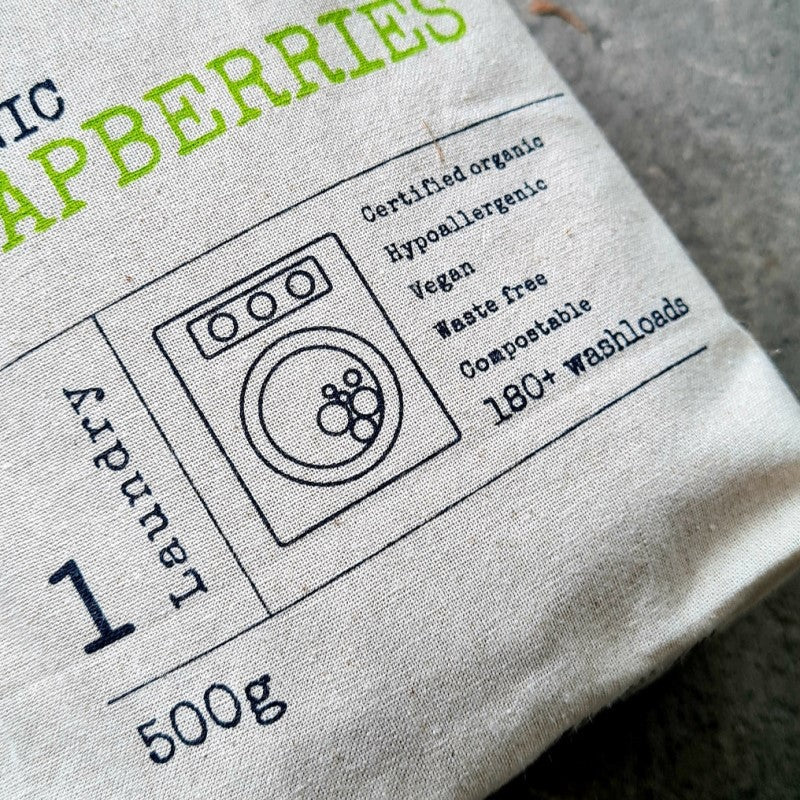 NIC
APBERRIES
Certified organic
Hypoallergenic
Vegan
Waste free
Compostable
180+ washloads
Laundry
1
500g